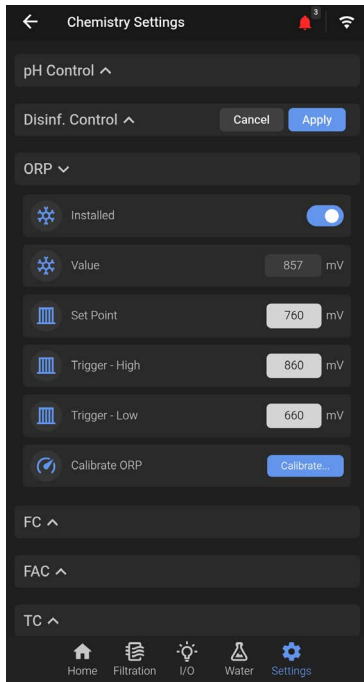 Chemistry Settings
3
pH Control
Disinf. Control Cancel Apply
ORP
Installed
Value 857 mV
Set Point 760 mV
Trigger - High 860 mV
Trigger - Low 660 mV
Calibrate ORP Calibrate...
FC
FAC
TC
Home Filtration I/O Water Settings